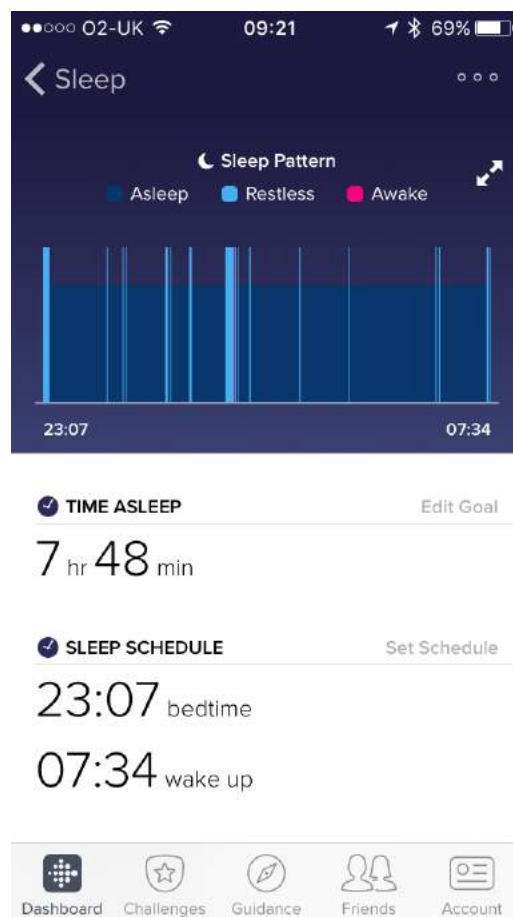 O2-UK 09:21 69%
Sleep
Sleep Pattern
Asleep Restless Awake
23:07 07:34
TIME ASLEEP Edit Goal
7 hr 48 min
SLEEP SCHEDULE Set Schedule
23:07 bedtime
07:34 wake up
Dashboard Challenges Guidance Friends Account